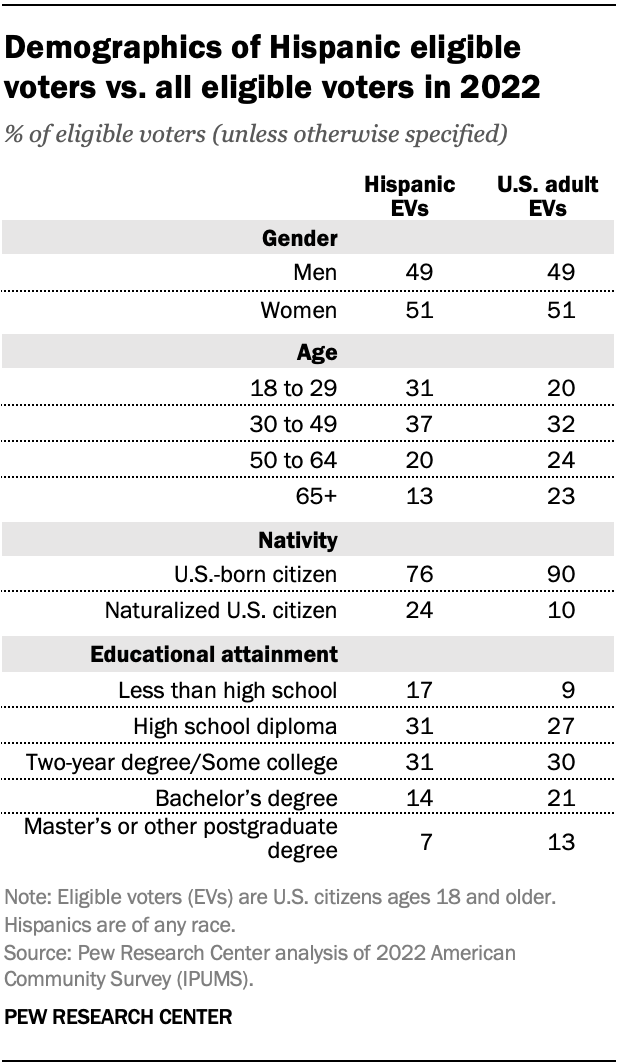 Demographics of Hispanic eligible
voters vs. all eligible voters in 2022
% of eligible voters (unless otherwise specified)
Hispanic EVs U.S. adult EVs
Gender
Men 49 49
Women 51 51
Age
18 to 29 31 20
30 to 49 37 32
50 to 64 20 24
65+ 13 23
Nativity
U.S.-born citizen 76 90
Naturalized U.S. citizen 24 10
Educational attainment
Less than high school 17 9
High school diploma 31 27
Two-year degree/Some college 31 30
Bachelor’s degree 14 21
Master’s or other postgraduate
degree 7 13
Note: Eligible voters (EVs) are U.S. citizens ages 18 and older.
Hispanics are of any race.
Source: Pew Research Center analysis of 2022 American
Community Survey (IPUMS).
PEW RESEARCH CENTER